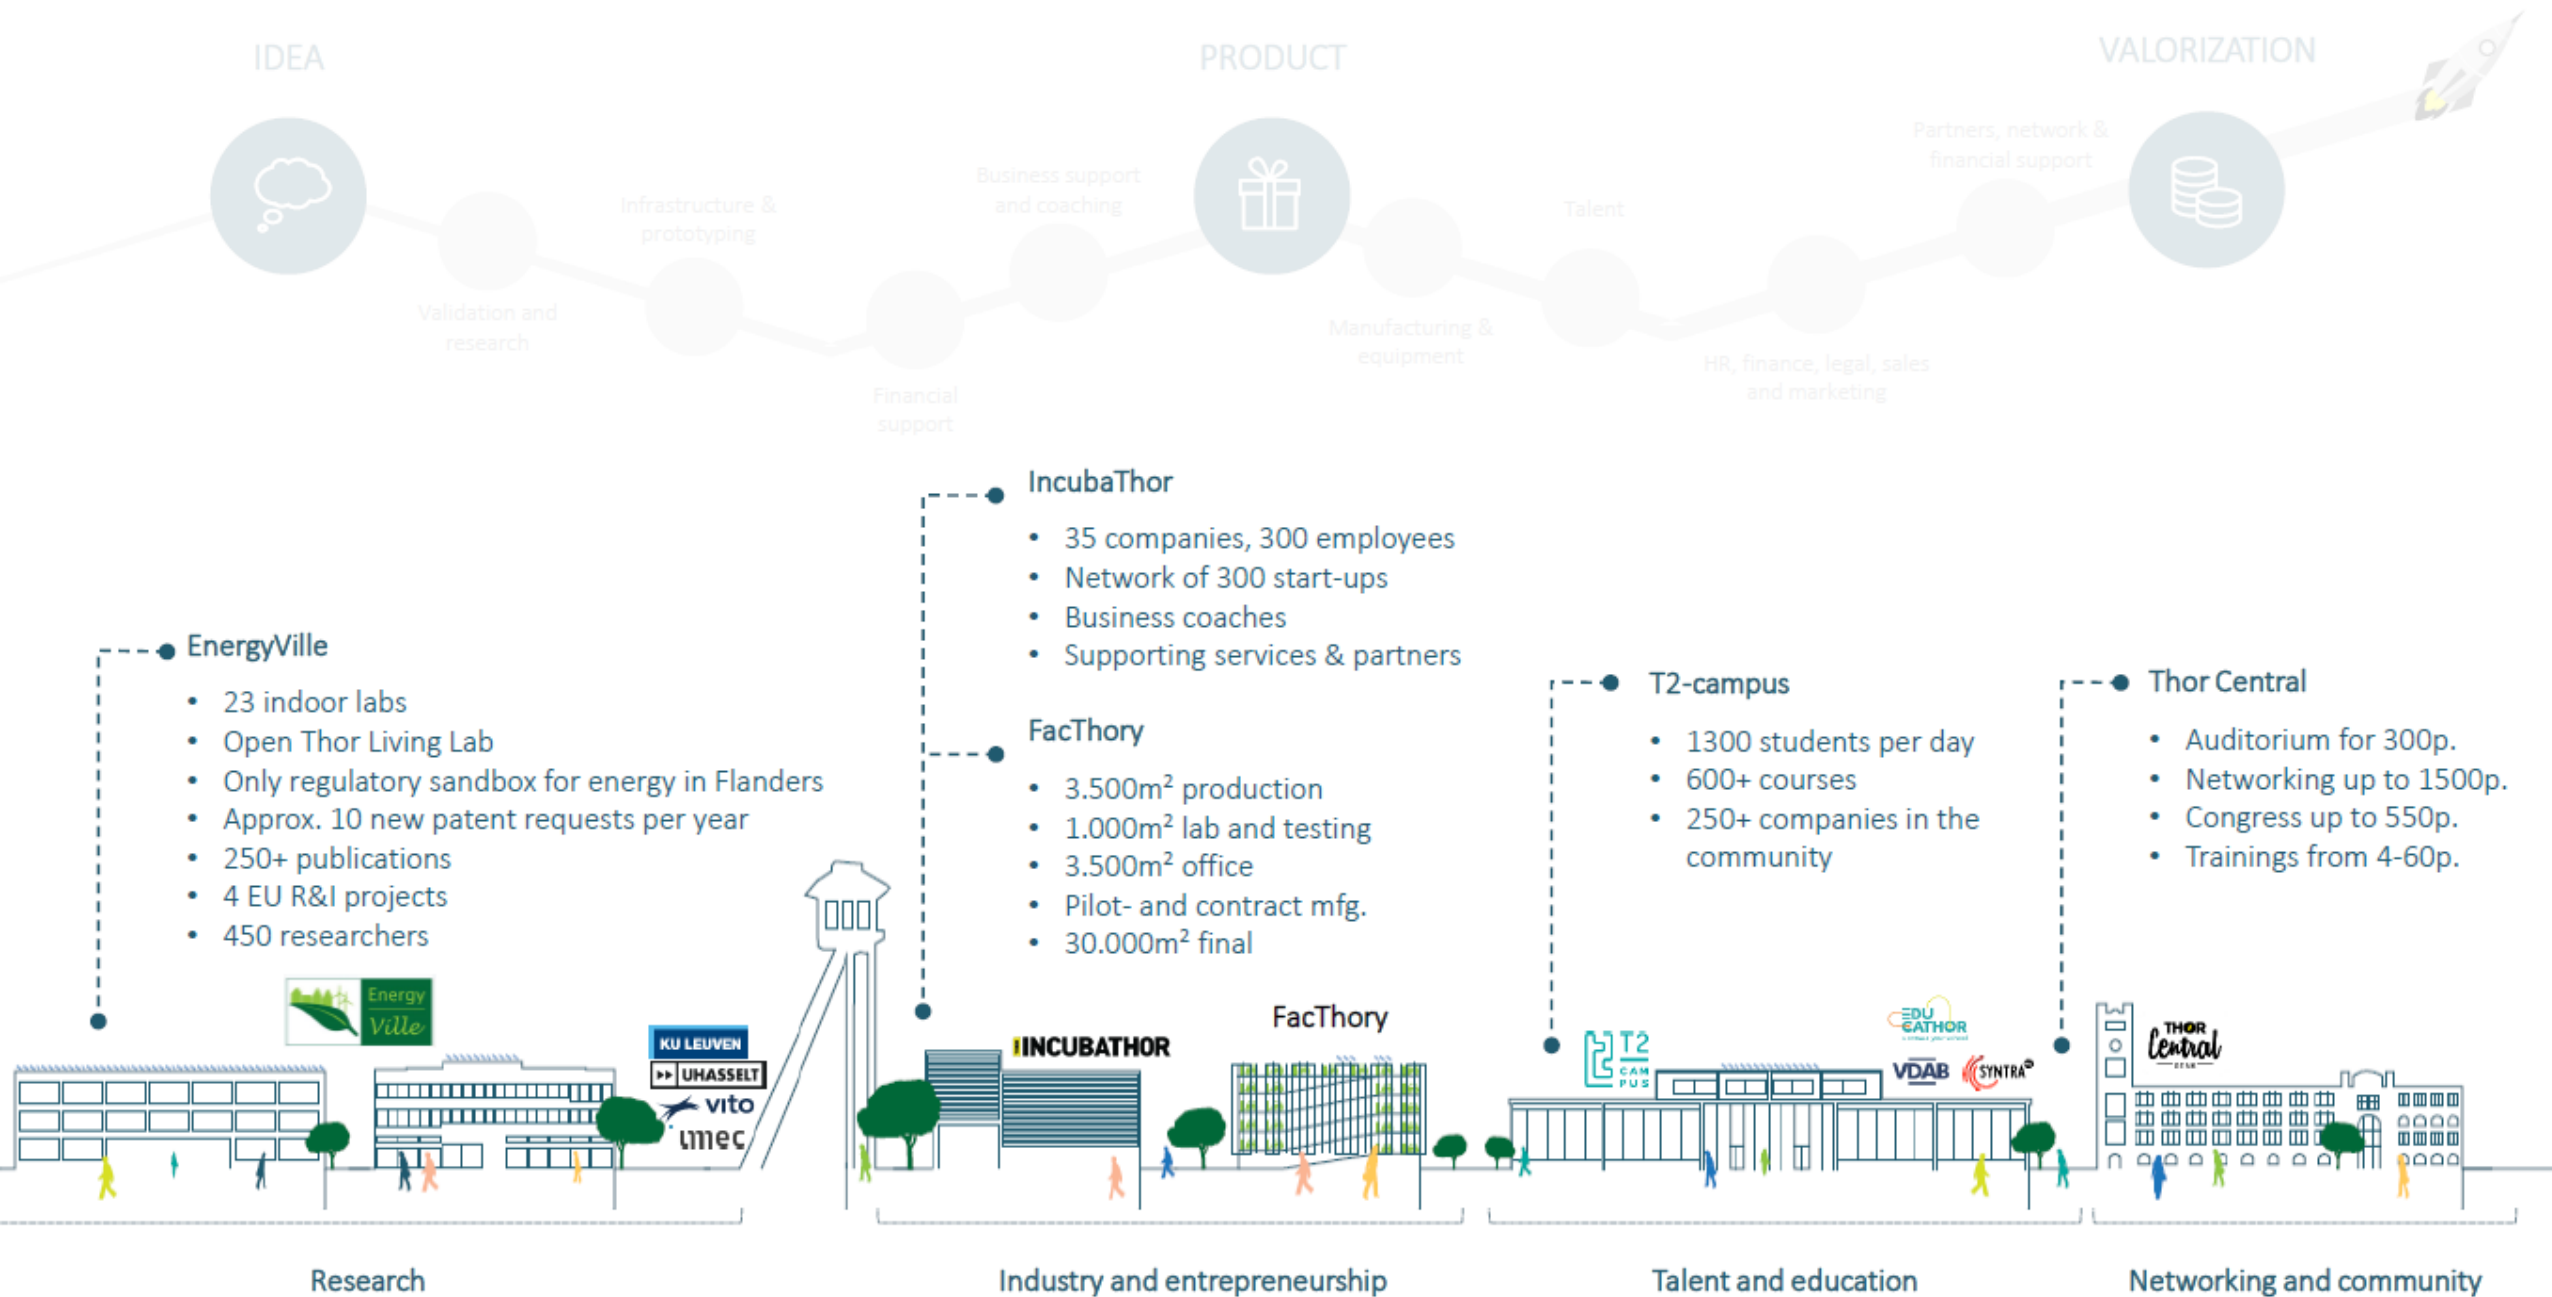 IDEA
PRODUCT
VALORIZATION
Validation and
research
Infrastructure &
prototyping
Financial
support
Business support
and coaching
Manufacturing &
equipment
Talent
HR, finance, legal, sales
and marketing
Partners, network &
financial support
EnergyVille
• 23 indoor labs
• Open Thor Living Lab
• Only regulatory sandbox for energy in Flanders
• Approx. 10 new patent requests per year
• 250+ publications
• 4 EU R&I projects
• 450 researchers
IncubaThor
• 35 companies, 300 employees
• Network of 300 start-ups
• Business coaches
• Supporting services & partners
FacThory
• 3.500m² production
• 1.000m² lab and testing
• 3.500m² office
• Pilot- and contract mfg.
• 30.000m² final
T2-campus
• 1300 students per day
• 600+ courses
• 250+ companies in the
community
Thor Central
• Auditorium for 300p.
• Networking up to 1500p.
• Congress up to 550p.
• Trainings from 4-60p.
Energy
Ville
KU LEUVEN
UHASSELT
vito
imec
INCUBATHOR
FacThory
T2
CAM
PUS
EDU
CATHOR
VDAB
SYNTRA
THOR
Central
Research
Industry and entrepreneurship
Talent and education
Networking and community